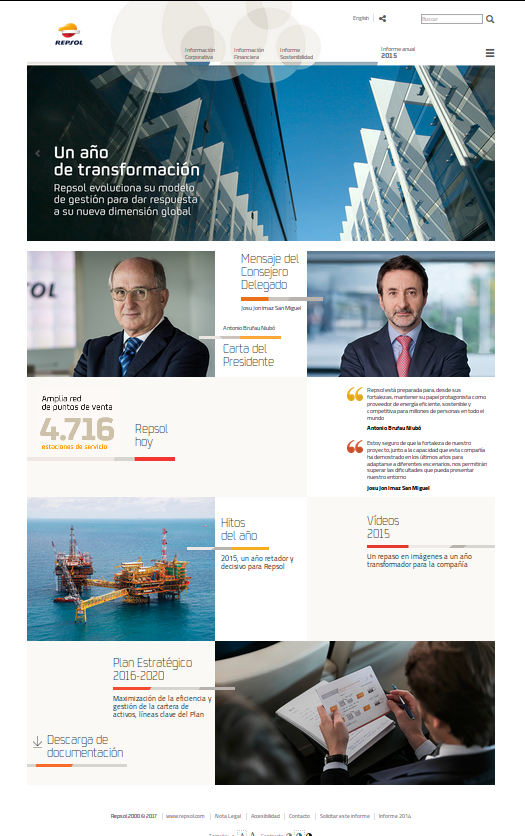 English
Buscar
REPSOL
Información
Corporativa
Información
Financiera
Informe
Sostenibilidad
Informe anual
2015
Un año
de transformación
Repsol evoluciona su modelo
de gestión para dar respuesta
a su nueva dimensión global
Mensaje del
Consejero
Delegado
Josu Jon Imaz San Miguel
Antonio Brufau Niubó
Carta del
Presidente
Amplia red
de puntos de venta
4.716
estaciones de servicio
Repsol
hoy
Repsol está preparada para, desde sus
fortalezas, mantener su papel protagonista como
proveedor de energía eficiente, sostenible y
competitiva para millones de personas en todo el
mundo
Antonio Brufau Niubó
Estoy seguro de que la fortaleza de nuestro
proyecto, junto a la capacidad que esta compañía
ha demostrado en los últimos años para
adaptarse a diferentes escenarios, nos permitirán
superar las dificultades que pueda presentar
nuestro entorno
Josu Jon Imaz San Miguel
Hitos
del año
2015, un año retador y
decisivo para Repsol
Vídeos
2015
Un repaso en imágenes a un año
transformador para la compañía
Plan Estratégico
2016-2020
Maximización de la eficiencia y
gestión de la cartera de
activos, líneas clave del Plan
Descarga de
documentación
Repsol 2000 © 2017 www.repsol.com Nota Legal Accesibilidad Contacto Solicitar este informe Informe 2014